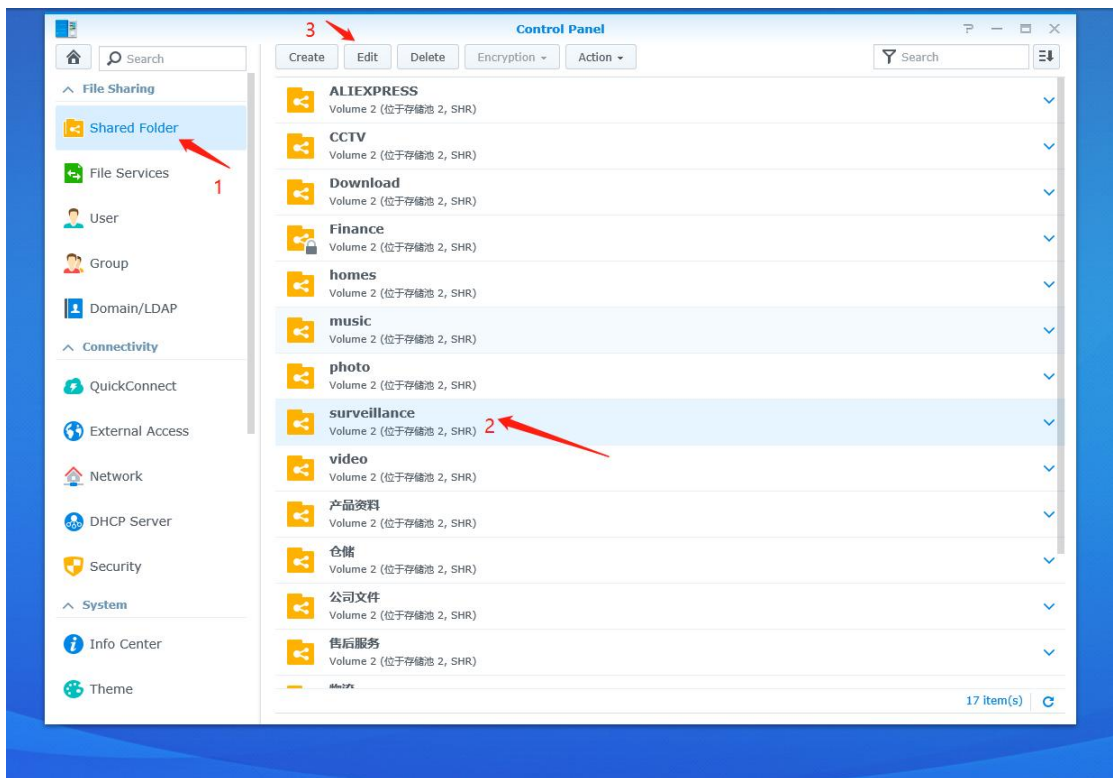 3
Control Panel
Search
Create Edit Delete Encryption Action
Search
File Sharing
Shared Folder
1
File Services
User
Group
Domain/LDAP
Connectivity
QuickConnect
External Access
Network
DHCP Server
Security
System
Info Center
Theme
ALIEXPRESS
Volume 2 (位于存储池 2, SHR)
CCTV
Volume 2 (位于存储池 2, SHR)
Download
Volume 2 (位于存储池 2, SHR)
Finance
Volume 2 (位于存储池 2, SHR)
homes
Volume 2 (位于存储池 2, SHR)
music
Volume 2 (位于存储池 2, SHR)
photo
Volume 2 (位于存储池 2, SHR)
surveillance
Volume 2 (位于存储池 2, SHR) 2
video
Volume 2 (位于存储池 2, SHR)
产品资料
Volume 2 (位于存储池 2, SHR)
仓储
Volume 2 (位于存储池 2, SHR)
公司文件
Volume 2 (位于存储池 2, SHR)
售后服务
Volume 2 (位于存储池 2, SHR)
17 item(s)